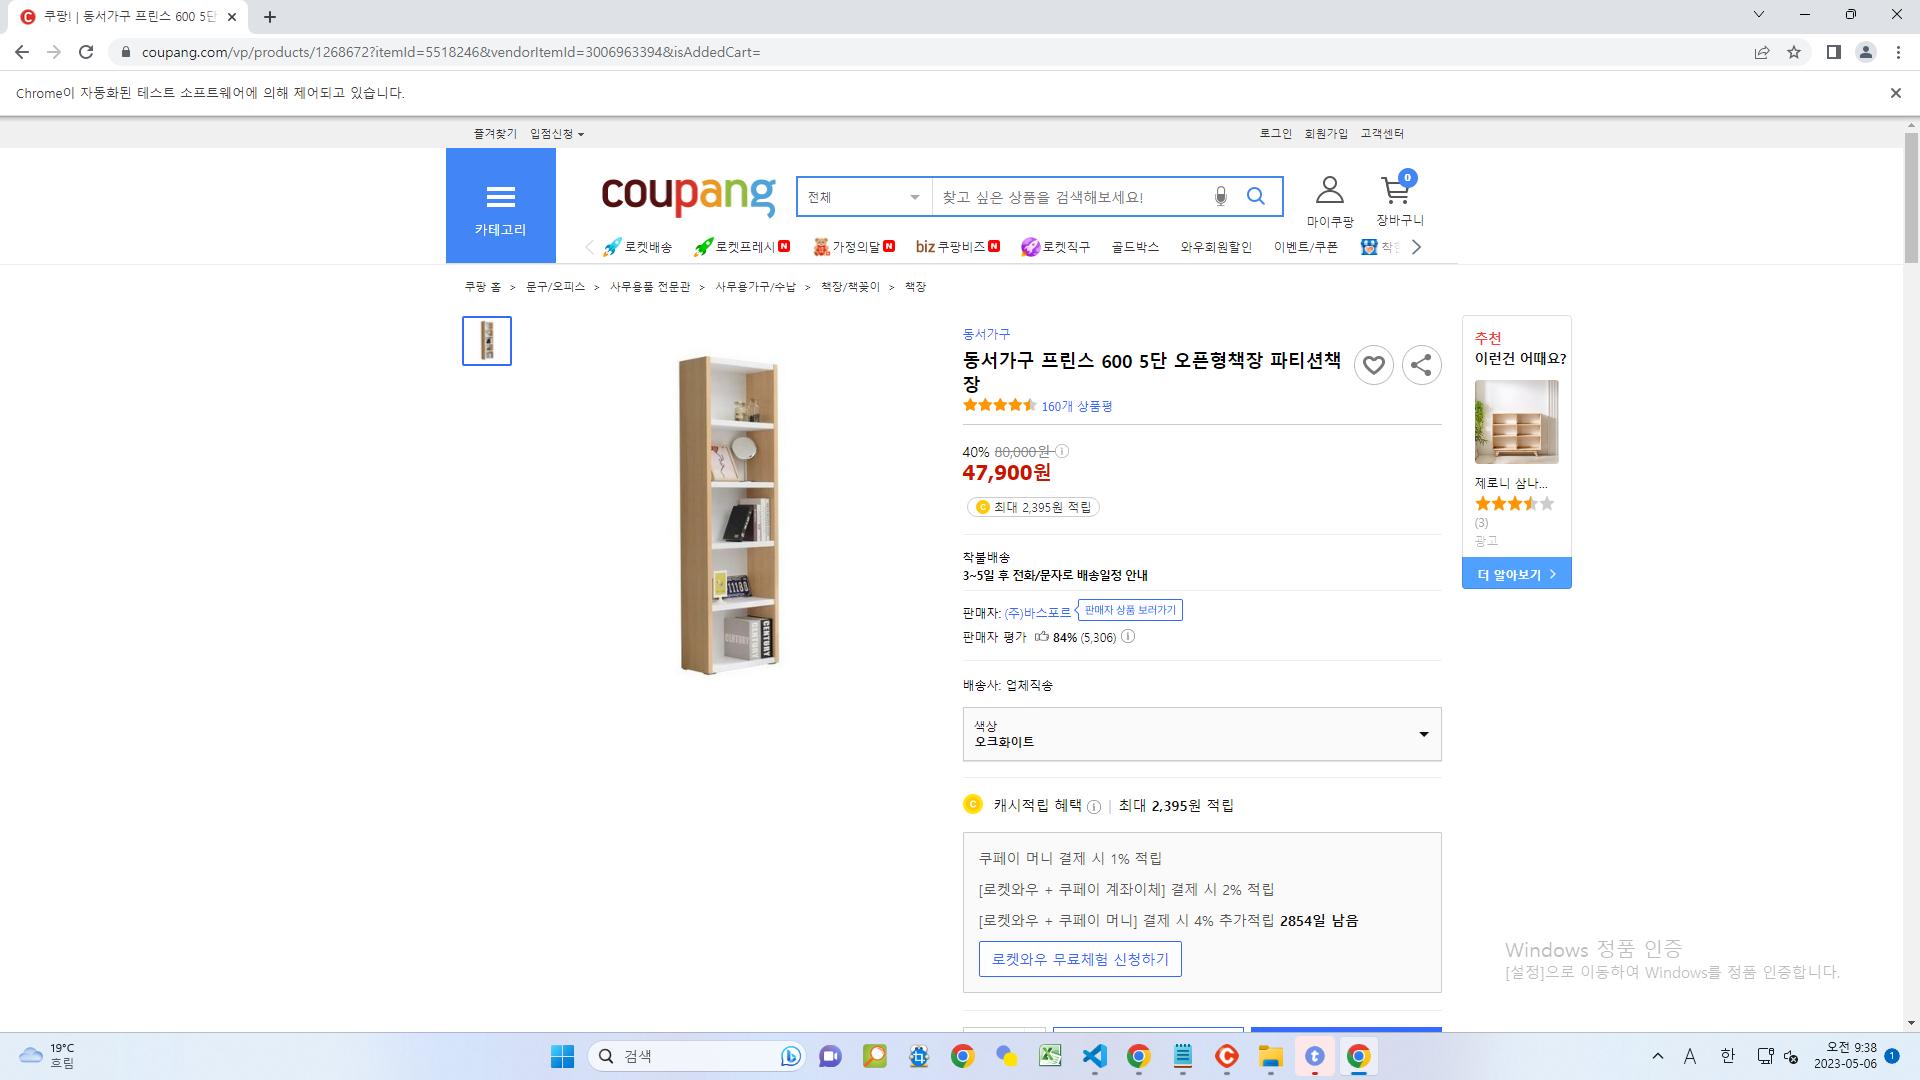 쿠팡! | 동서가구 프린스 600 5단
coupang.com/vp/products/1268672?itemId=5518246&vendorItemId=3006963394&isAddedCart=
Chrome이 자동화된 테스트 소프트웨어에 의해 제어되고 있습니다.
즐겨찾기 입점신청
로그인 회원가입 고객센터
카테고리
coupang
전체
찾고 싶은 상품을 검색해보세요!
마이쿠팡
0
장바구니
로켓배송 로켓프레시 N 가정의달 N biz 쿠팡비즈 N 로켓직구 골드박스 와우회원할인 이벤트/쿠폰
쿠팡 홈 > 문구/오피스 > 사무용품 전문관 > 사무용가구/수납 > 책장/책꽂이 > 책장
동서가구
동서가구 프린스 600 5단 오픈형책장 파티션책
장
160개 상품평
40% 80,000원
47,900원
최대 2,395원 적립
착불배송
3~5일 후 전화/문자로 배송일정 안내
판매자: (주)바스포르 판매자 상품 보러가기
판매자 평가 84% (5,306)
배송사: 업체직송
색상
오크화이트
캐시적립 혜택 | 최대 2,395원 적립
쿠페이 머니 결제 시 1% 적립
[로켓와우 + 쿠페이 계좌이체] 결제 시 2% 적립
[로켓와우 + 쿠페이 머니] 결제 시 4% 추가적립 2854일 남음
로켓와우 무료체험 신청하기
추천
이런건 어때요?
제로니 삼나...
(3)
광고
더 알아보기
CENTURY
CENTURY
Windows 정품 인증
[설정]으로 이동하여 Windows를 정품 인증합니다.
19°C
흐림
검색
A 한
오전 9:38
2023-05-06
1